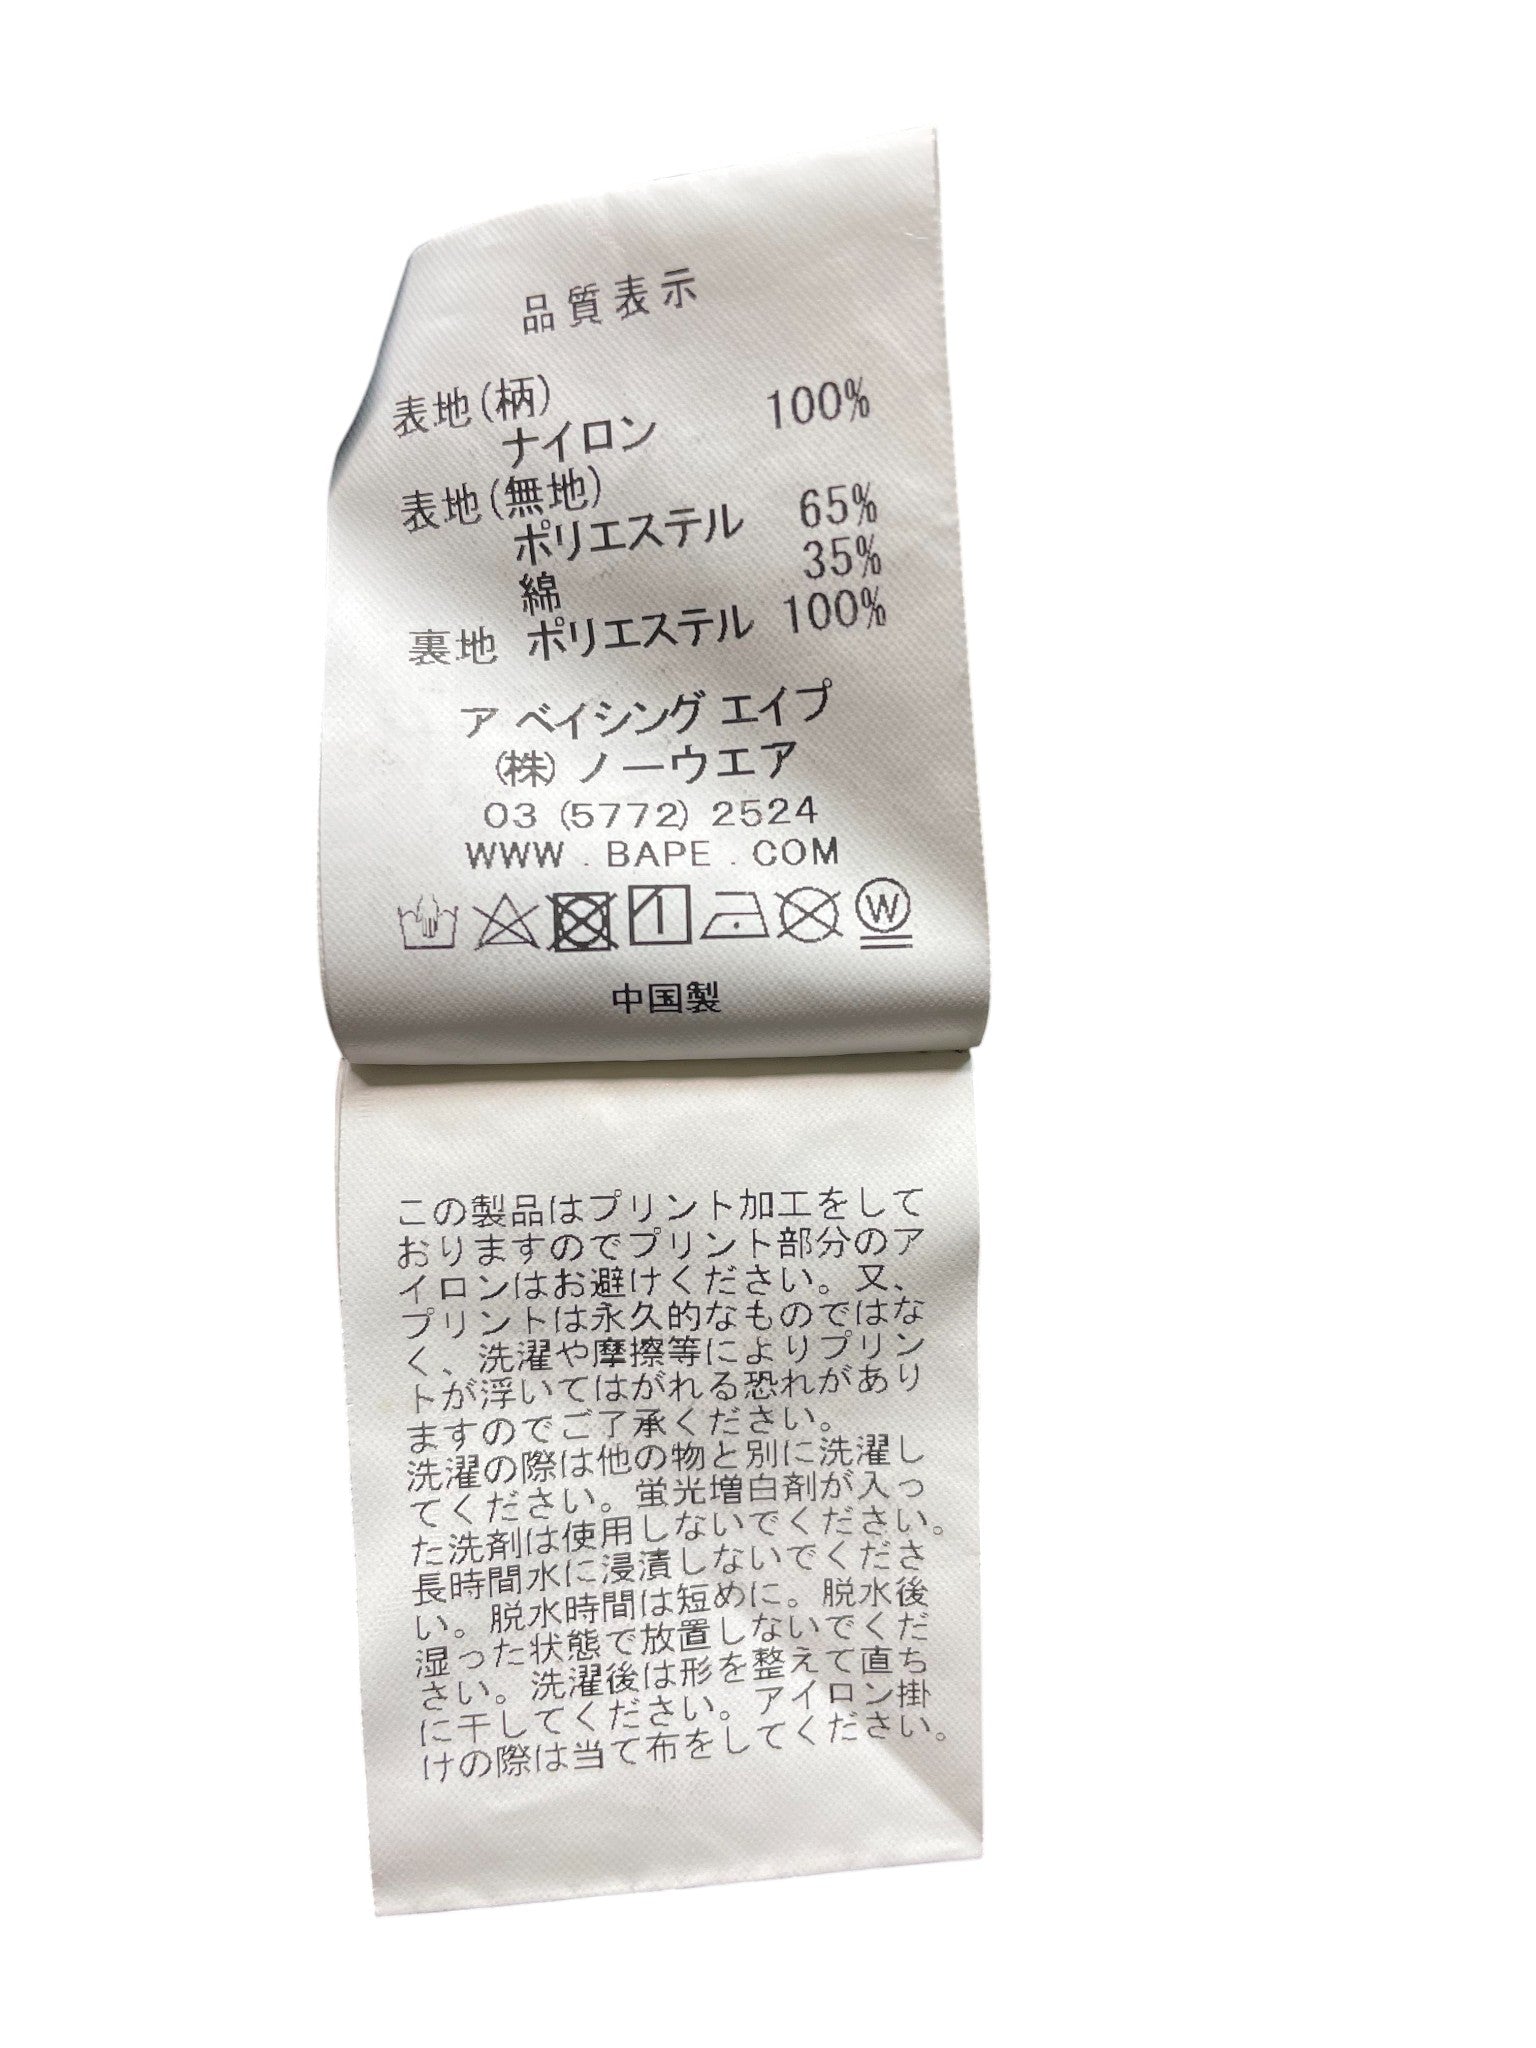 品質表示
表地(柄)
ナイロン 100%
表地(無地)
ポリエステル 65%
綿 35%
裏地 ポリエステル 100%
ア ベイシング エイプ
(株) ノーウエア
03 (5772) 2524
WWW . BAPE . COM
W
中国製
この製品はプリント加工をして
おりますのでプリント部分のア
イロンはお避けください。又、
プリントは永久的なものではな
く、洗濯や摩擦等によりプリン
トが浮いてはがれる恐れがあり
ますのでご了承ください。
洗濯の際は他の物と別に洗濯し
てください。蛍光増白剤が入っ
た洗剤は使用しないでください。
長時間水に浸漬しないでくださ
い。脱水時間は短めに。脱水後
湿った状態で放置しないでくだ
さい。洗濯後は形を整えて直ち
に干してください。アイロン掛
けの際は当て布をしてください。